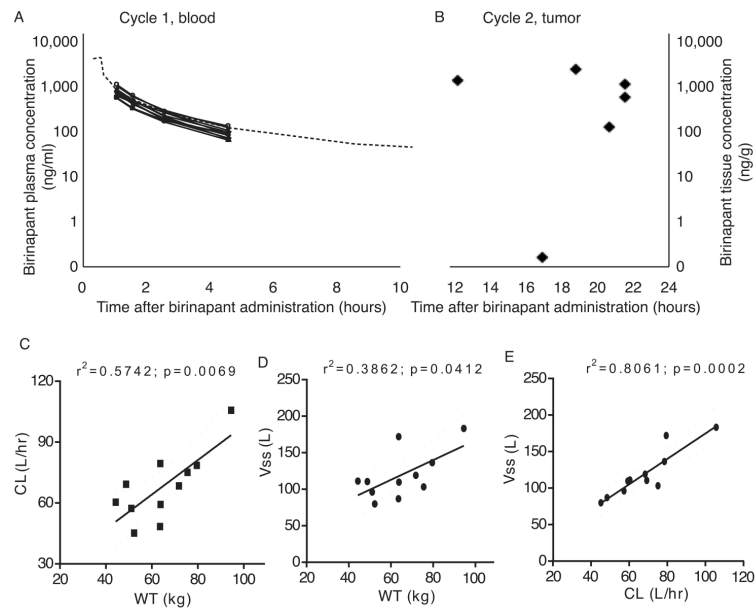 A
Cycle 1, blood
B
Cycle 2, tumor
Birinapant plasma concentration
(ng/ml)
10,000
1,000
100
10
1
0
0 2 4 6 8 10
Time after birinapant administration (hours)
10,000
1,000
100
10
1
0
Birinapant tissue concentration
(ng/g)
12 14 16 18 20 22 24
Time after birinapant administration (hours)
C
r²=0.5742; p=0.0069
CL (L/hr)
120
90
60
30
20 40 60 80 100
WT (kg)
D
r²=0.3862; p=0.0412
Vss (L)
250
200
150
100
50
0
20 40 60 80 100
WT (kg)
E
r²=0.8061; p=0.0002
Vss (L)
250
200
150
100
50
0
20 40 60 80 100 120
CL (L/hr)